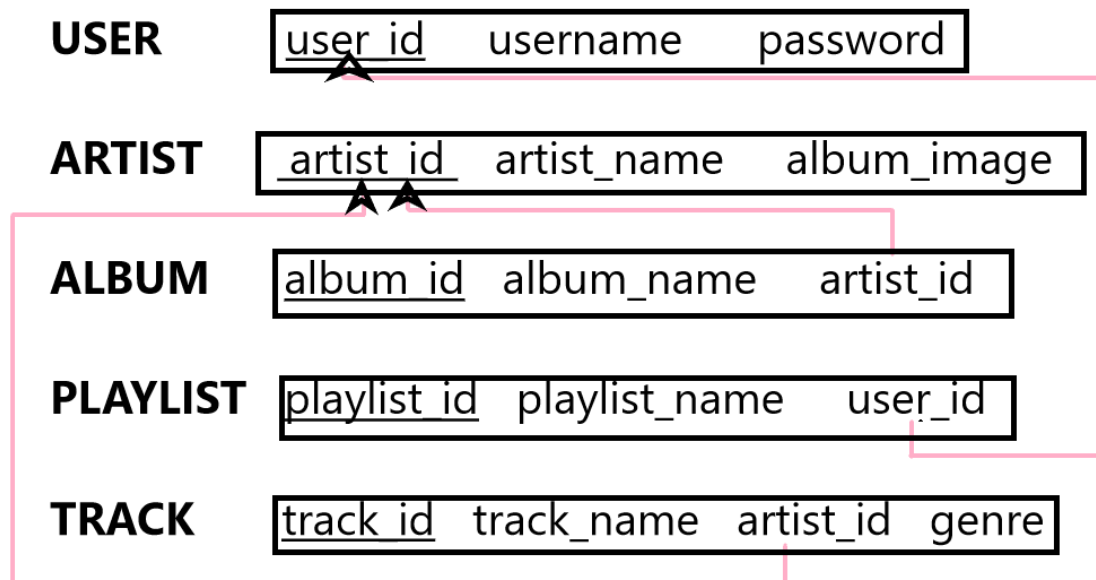 USER user_id username password
ARTIST artist_id artist_name album_image
ALBUM album_id album_name artist_id
PLAYLIST playlist_id playlist_name user_id
TRACK track_id track_name artist_id genre